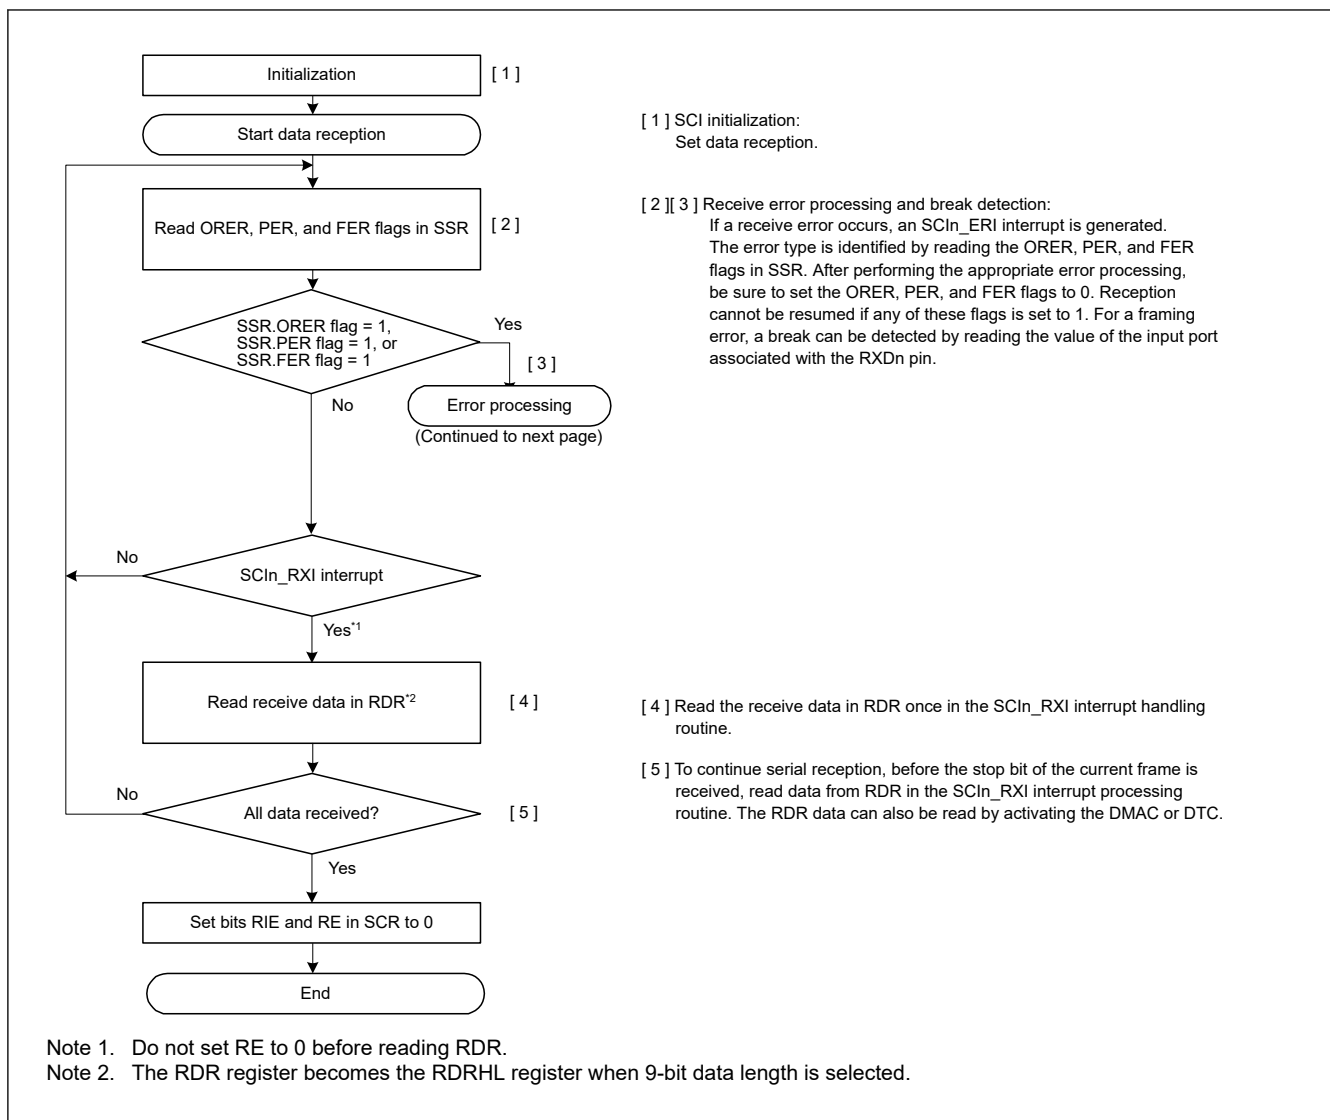 Initialization
[ 1 ]
Start data reception
[ 1 ] SCI initialization:
Set data reception.
Read ORER, PER, and FER flags in SSR
[ 2 ]
[ 2 ][ 3 ] Receive error processing and break detection:
If a receive error occurs, an SCIn_ERI interrupt is generated.
The error type is identified by reading the ORER, PER, and FER
flags in SSR. After performing the appropriate error processing,
be sure to set the ORER, PER, and FER flags to 0. Reception
cannot be resumed if any of these flags is set to 1. For a framing
error, a break can be detected by reading the value of the input port
associated with the RXDn pin.
SSR.ORER flag = 1,
SSR.PER flag = 1, or
SSR.FER flag = 1
Yes
[ 3 ]
No
Error processing
(Continued to next page)
No
SCIn_RXI interrupt
Yes*1
Read receive data in RDR*2
[ 4 ]
[ 4 ] Read the receive data in RDR once in the SCIn_RXI interrupt handling
routine.
No
All data received?
[ 5 ]
[ 5 ] To continue serial reception, before the stop bit of the current frame is
received, read data from RDR in the SCIn_RXI interrupt processing
routine. The RDR data can also be read by activating the DMAC or DTC.
Yes
Set bits RIE and RE in SCR to 0
End
Note 1. Do not set RE to 0 before reading RDR.
Note 2. The RDR register becomes the RDRHL register when 9-bit data length is selected.